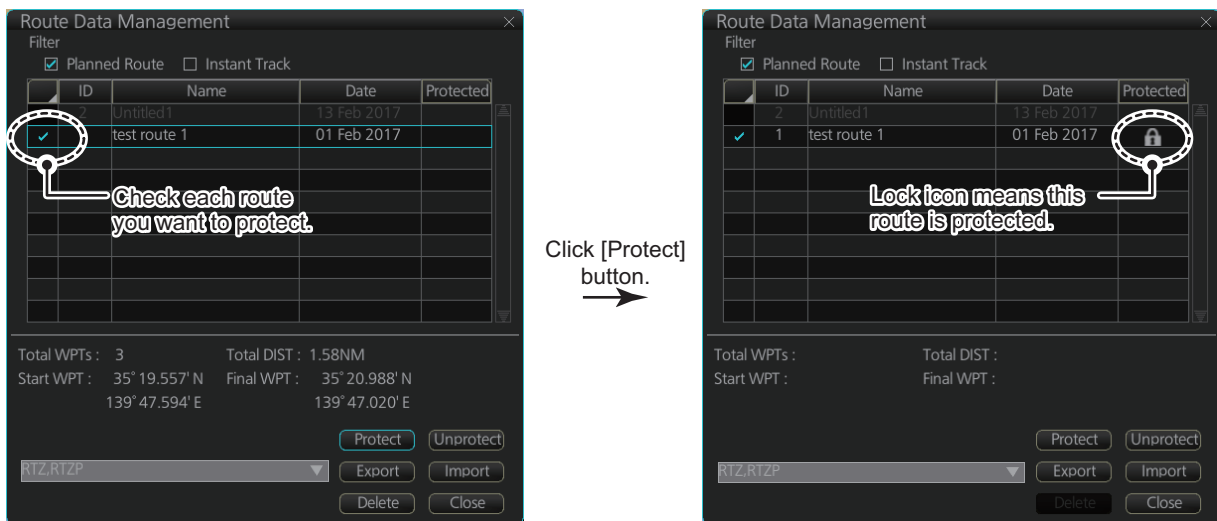 Route Data Management
Filter
Planned Route Instant Track
ID Name Date Protected
2 Untitled1 13 Feb 2017
test route 1 01 Feb 2017
Check each route
you want to protect.
Total WPTs : 3 Total DIST : 1.58NM
Start WPT : 35° 19.557' N Final WPT : 35° 20.988' N
139° 47.594' E 139° 47.020' E
Protect Unprotect
RTZ,RTZP Export Import
Delete Close
Click [Protect]
button.
Route Data Management
Filter
Planned Route Instant Track
ID Name Date Protected
2 Untitled1 13 Feb 2017
1 test route 1 01 Feb 2017
Lock icon means this
route is protected.
Total WPTs : Total DIST :
Start WPT : Final WPT :
Protect Unprotect
RTZ,RTZP Export Import
Delete Close